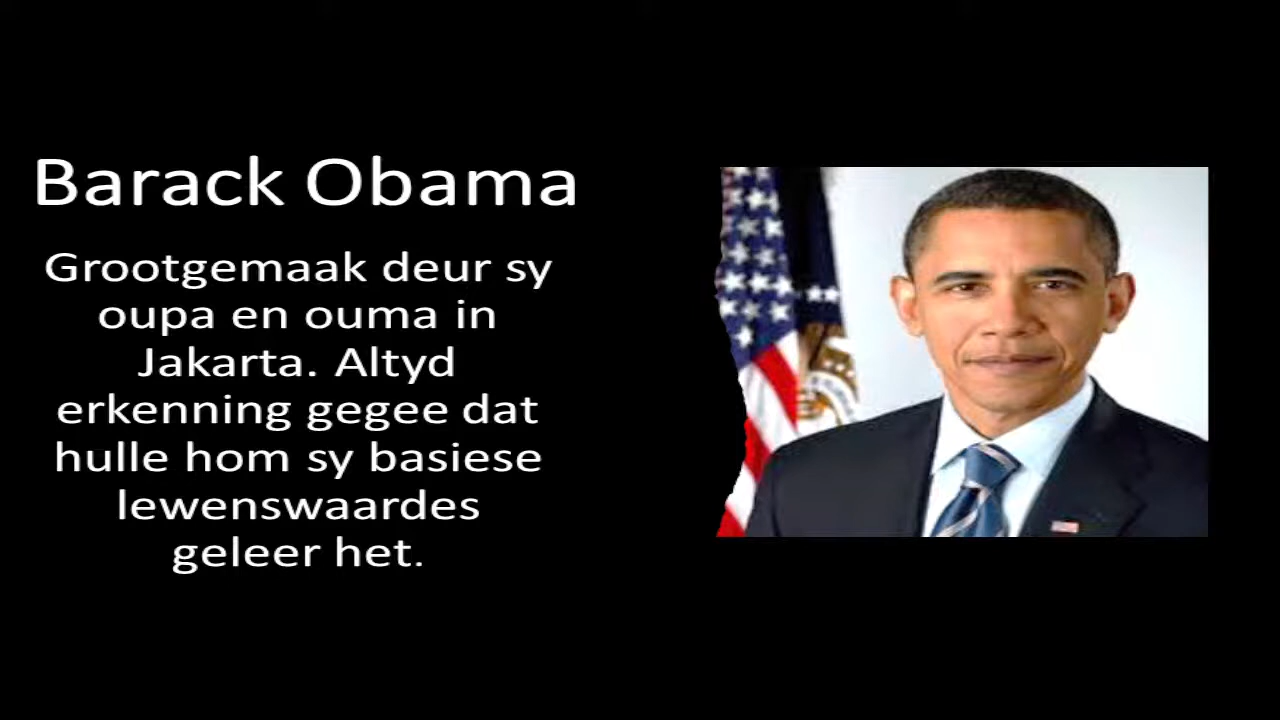 Barack Obama
Grootgemaak deur sy
oupa en ouma in
Jakarta. Altyd
erkenning gegee dat
hulle hom sy basiese
lewenswaardes
geleer het.